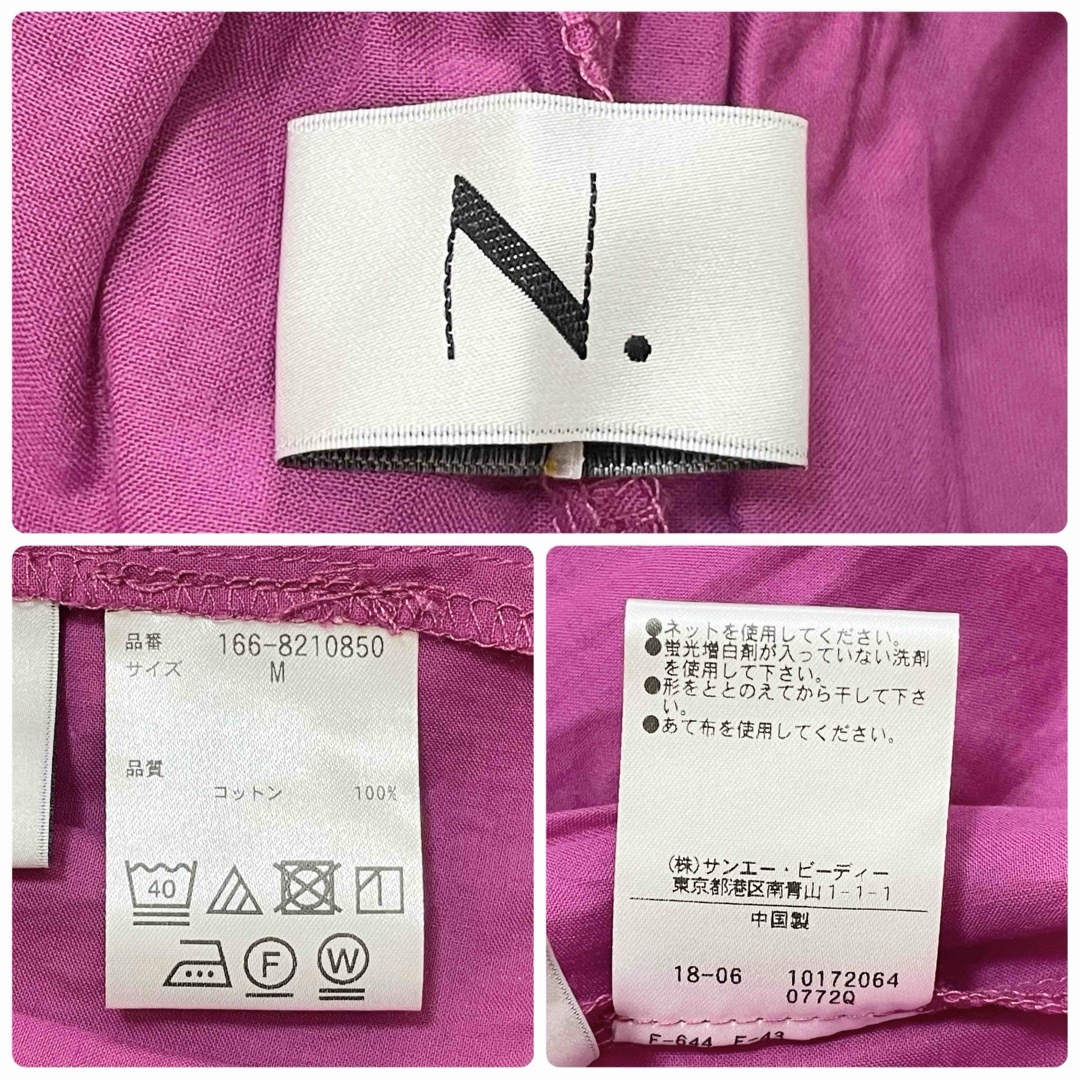 N.
品番 166-8210850
サイズ M
品質
コットン 100%
40
F W
●ネットを使用してください。
●蛍光増白剤が入っていない洗剤
を使用して下さい。
●形をととのえてから干して下さ
い。
●あて布を使用してください。
(株)サンエー・ビーディー
東京都港区南青山1-1-1
中国製
18-06 10172064
0772Q
F-644 F-43